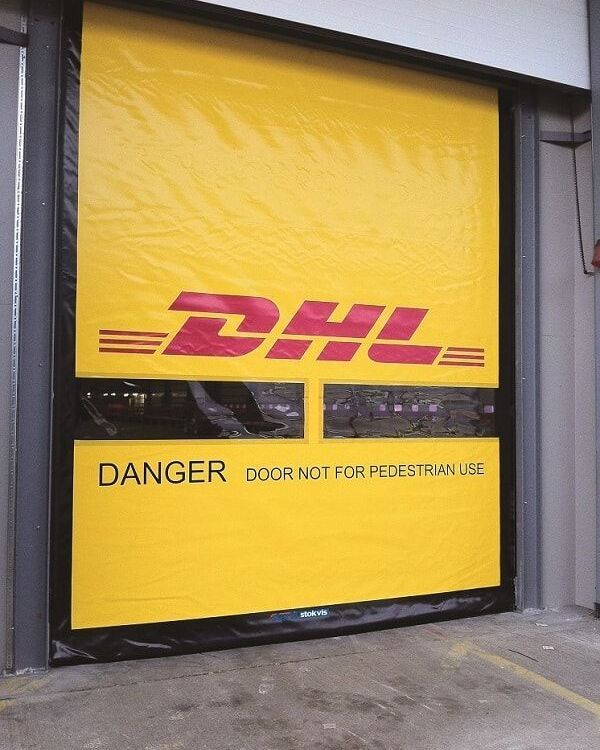 DHL
DANGER DOOR NOT FOR PEDESTRIAN USE
stokvis